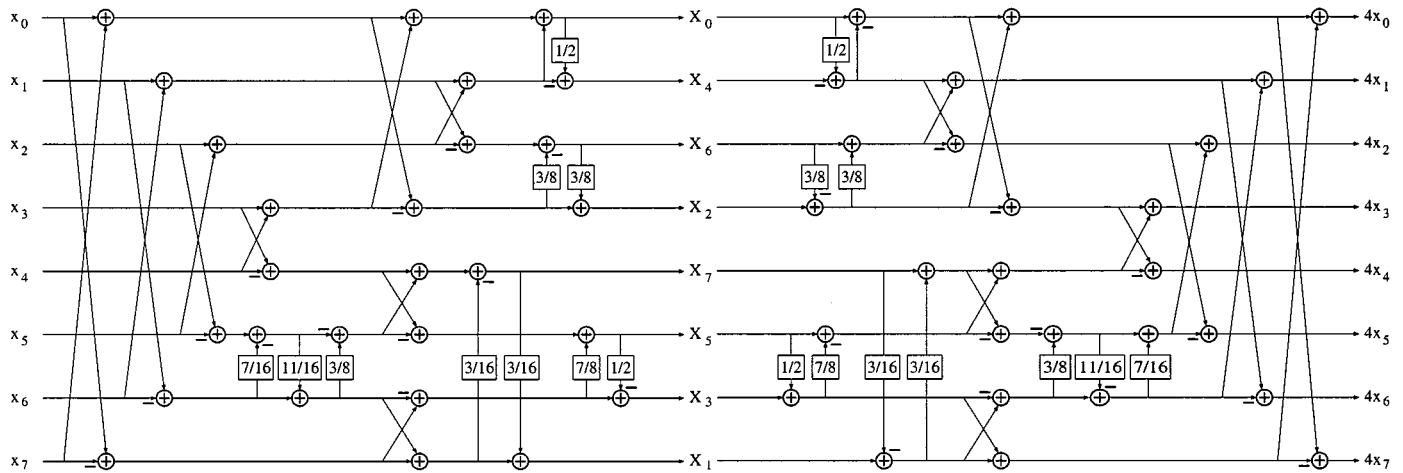 x0 X0 4x0
1/2 1/2
x1 X4 4x1
x2 X6 4x2
3/8 3/8 3/8 3/8
x3 X2 4x3
x4 X7 4x4
x5 X5 4x5
7/16 11/16 3/8 3/16 3/16 7/8 1/2 1/2 7/8 3/16 3/16 3/8 11/16 7/16
x6 X3 4x6
x7 X1 4x7